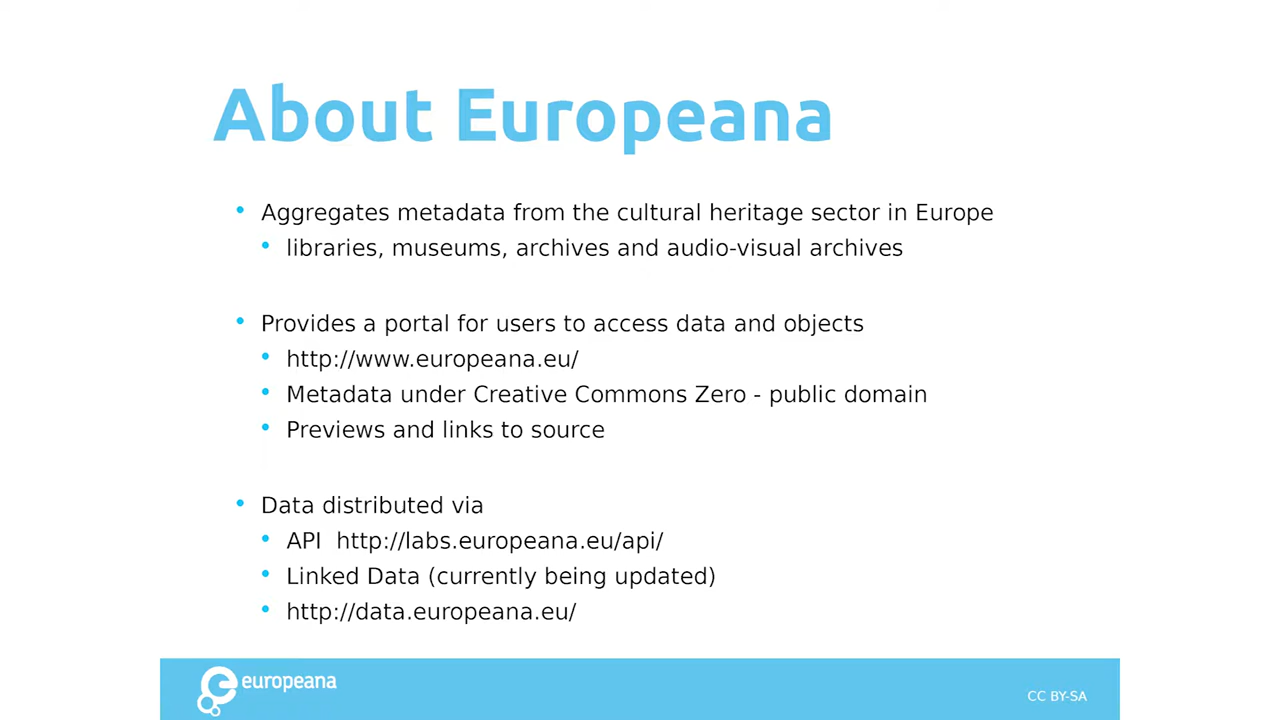 About Europeana
• Aggregates metadata from the cultural heritage sector in Europe
• libraries, museums, archives and audio-visual archives
• Provides a portal for users to access data and objects
• http://www.europeana.eu/
• Metadata under Creative Commons Zero - public domain
• Previews and links to source
• Data distributed via
• API  http://labs.europeana.eu/api/
• Linked Data (currently being updated)
• http://data.europeana.eu/
europeana
CC BY-SA